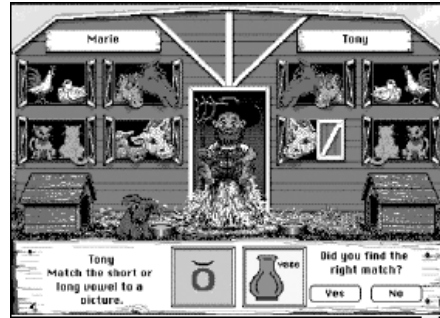 Marie
Tony
Tony
Match the short or
long vowel to a
picture.
ŏ
vase
Did you find the
right match?
Yes
No